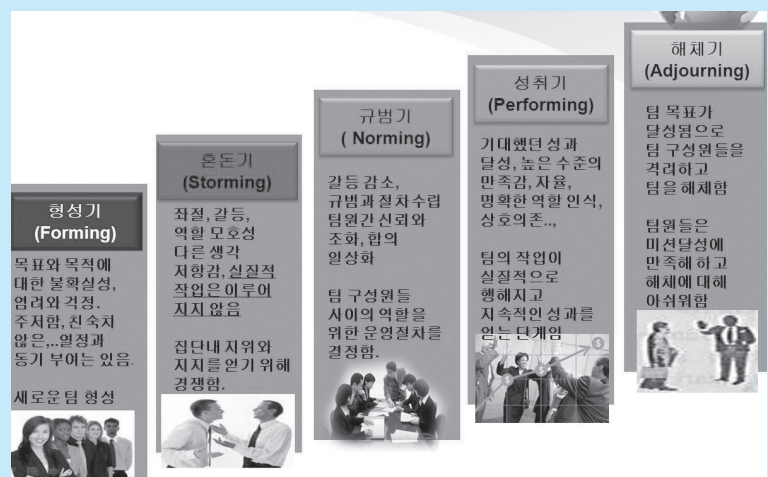 형성기
(Forming)
목표와 목적에
대한 불확실성,
염려와 걱정.
주저함, 친숙치
않은,..열정과
동기 부여는 있음.
새로운 팀 형성
혼돈기
(Storming)
좌절, 갈등,
역할 모호성
다른 생각
저항감, 실질적
작업은 이루어
지지 않음
집단내 지위와
지지를 얻기 위해
경쟁함.
규범기
( Norming)
갈등 감소,
규범과 절차수립
팀원간 신뢰와
조화, 합의
일상화
팀 구성원들
사이의 역할을
위한 운영절차를
결정함.
성취기
(Performing)
기대했던 성과
달성, 높은 수준의
만족감, 자율,
명확한 역할 인식,
상호의존..,
팀의 작업이
실질적으로
행해지고
지속적인 성과를
얻는 단계임
해체기
(Adjourning)
팀 목표가
달성됨으로
팀 구성원들을
격려하고
팀을 해체함
팀원들은
미션달성에
만족해 하고
해체에 대해
아쉬워함